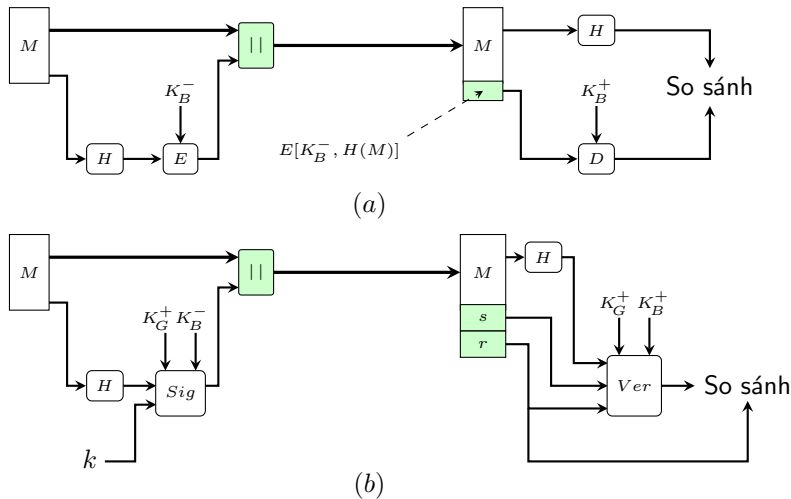 M
||
H
E
K_B^-
E[K_B^-, H(M)]
M
H
K_B^+
D
So sánh
(a)
M
||
K_G^+ K_B^-
H
Sig
k
M
s
r
H
K_G^+ K_B^+
Ver
So sánh
(b)